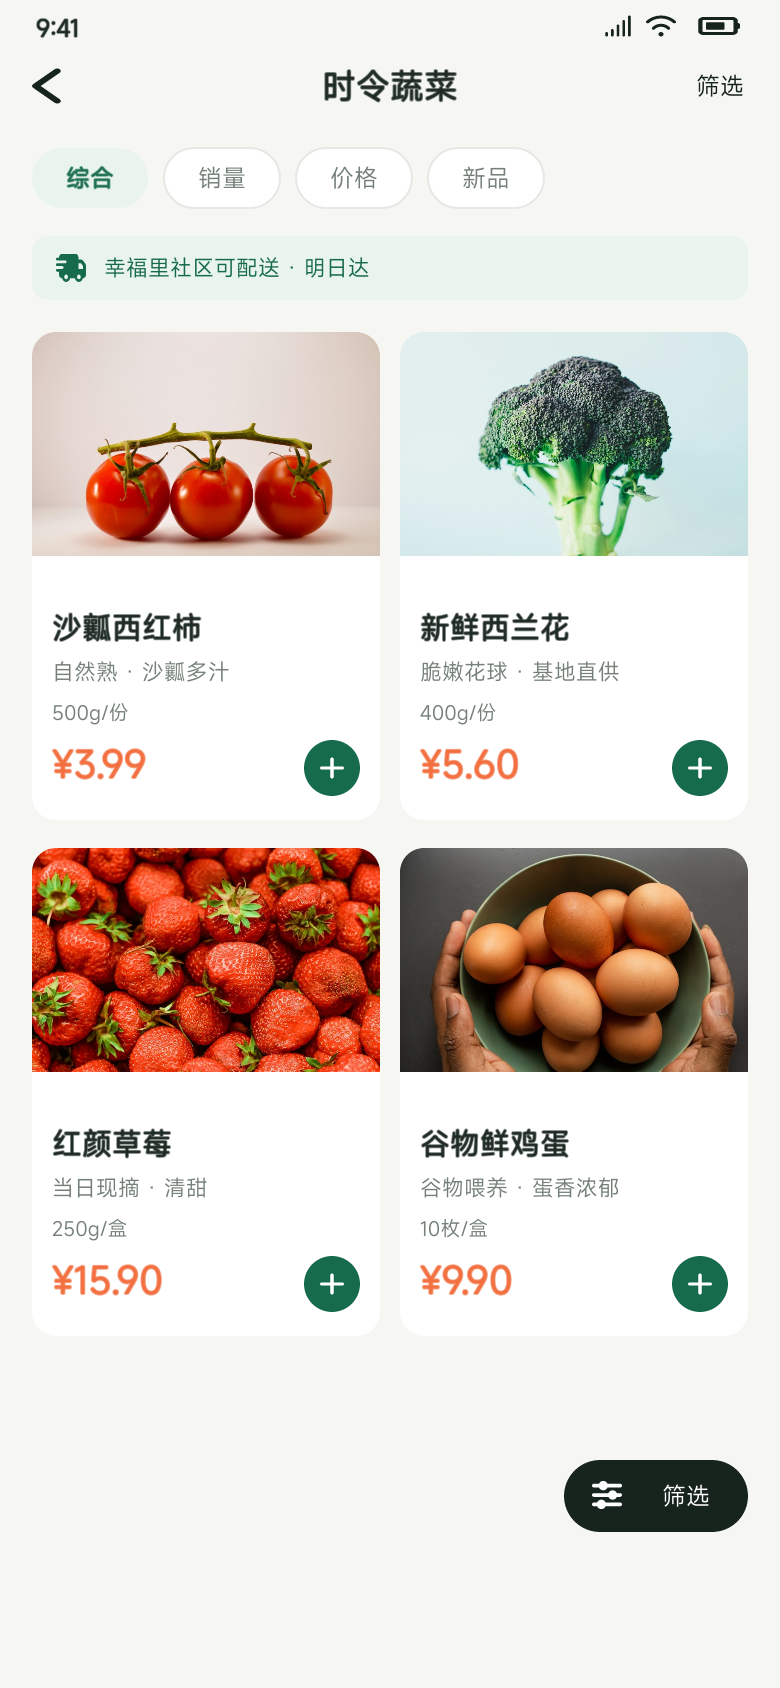 9:41
时令蔬菜
筛选
综合 销量 价格 新品
幸福里社区可配送 · 明日达
沙瓤西红柿
自然熟 · 沙瓤多汁
500g/份
¥3.99
新鲜西兰花
脆嫩花球 · 基地直供
400g/份
¥5.60
红颜草莓
当日现摘 · 清甜
250g/盒
¥15.90
谷物鲜鸡蛋
谷物喂养 · 蛋香浓郁
10枚/盒
¥9.90
筛选